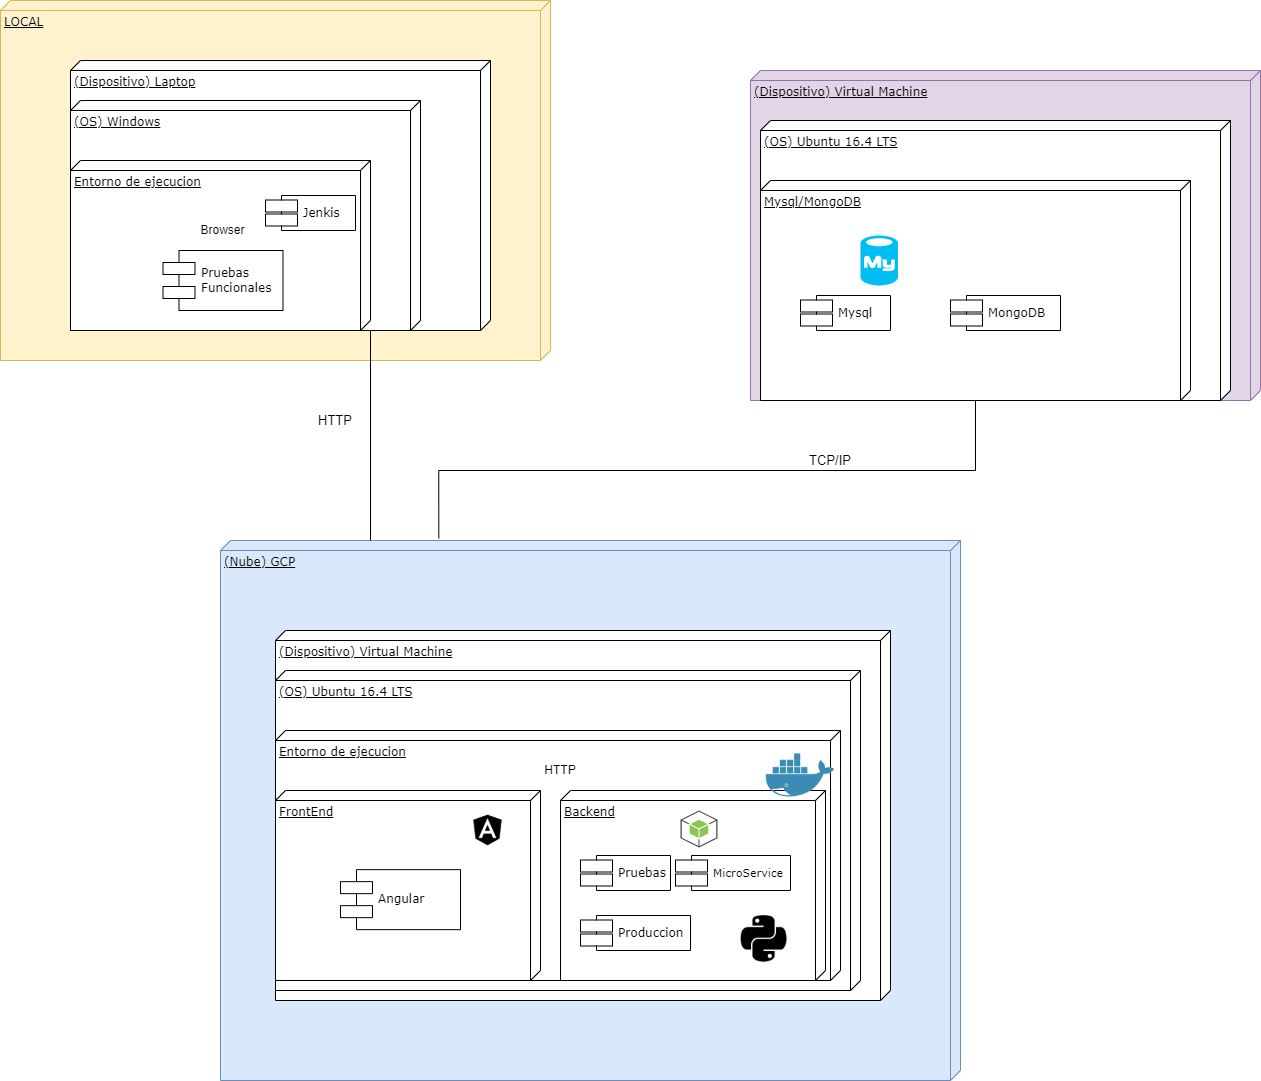 LOCAL
(Dispositivo) Laptop
(OS) Windows
Entorno de ejecucion
Jenkis
Browser
Pruebas
Funcionales
(Dispositivo) Virtual Machine
(OS) Ubuntu 16.4 LTS
Mysql/MongoDB
My
Mysql
MongoDB
HTTP
TCP/IP
(Nube) GCP
(Dispositivo) Virtual Machine
(OS) Ubuntu 16.4 LTS
Entorno de ejecucion
HTTP
FrontEnd
A
Angular
Backend
Pruebas
MicroService
Produccion